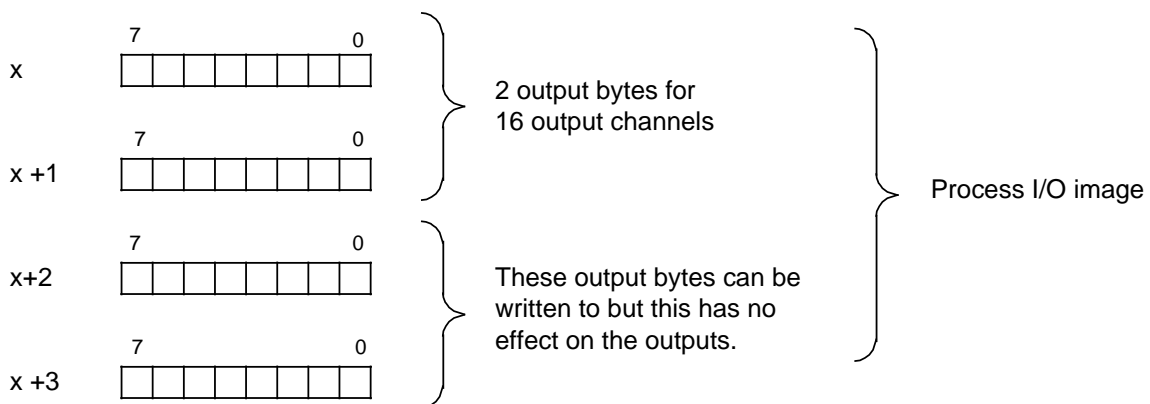 7 0
x
2 output bytes for
16 output channels
7 0
x +1
Process I/O image
7 0
x+2
These output bytes can be
written to but this has no
effect on the outputs.
7 0
x +3